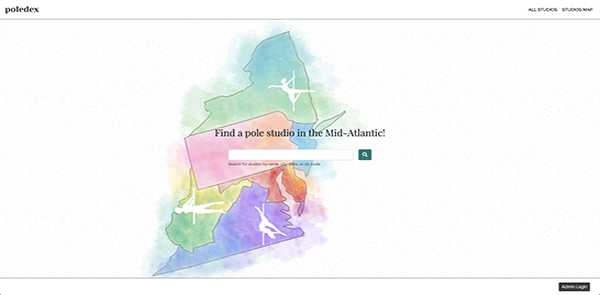 poledex
ALL STUDIOS STUDIOS MAP
Find a pole studio in the Mid-Atlantic!
Search for studios by name, city, state, or zip code
Admin Login